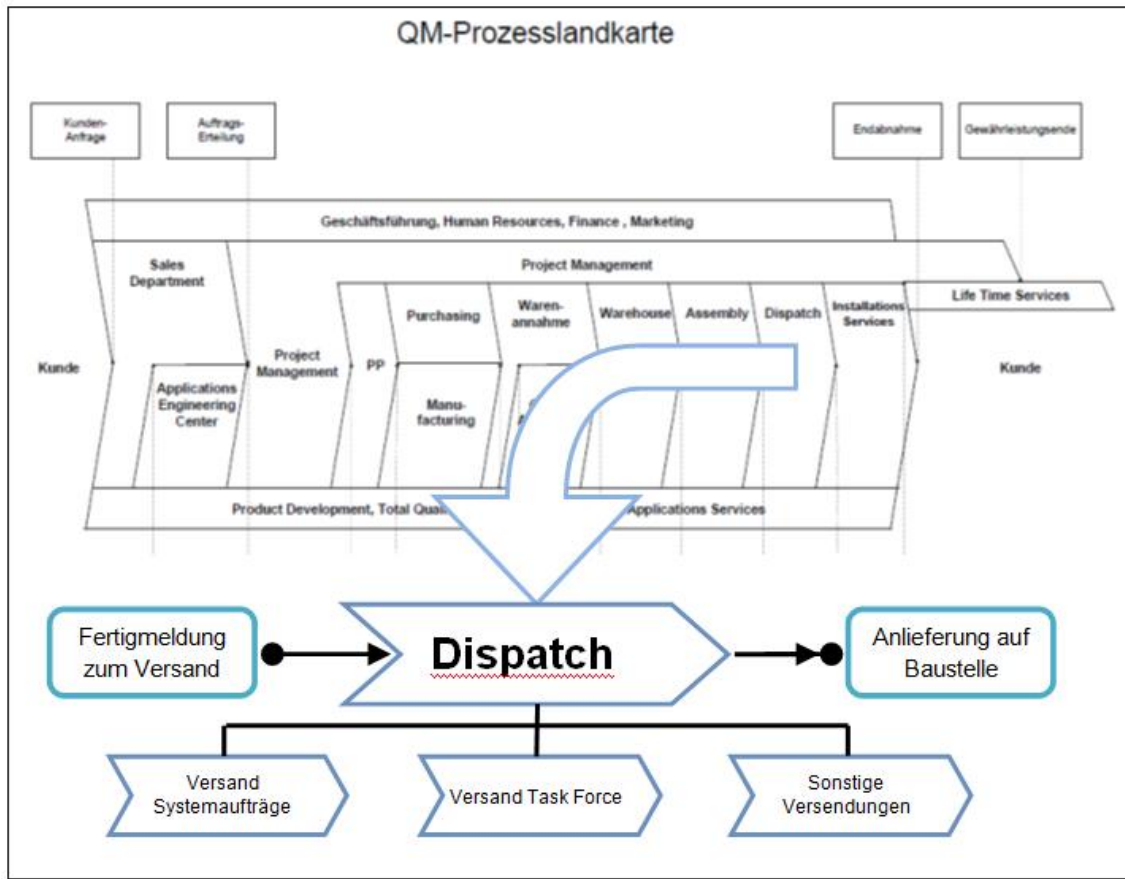 QM-Prozesslandkarte
Kunden-
Anfrage
Auftrags-
Erteilung
Endabnahme
Gewährleistungsende
Geschäftsführung, Human Resources, Finance , Marketing
Sales
Department
Project Management
Life Time Services
Purchasing
Waren-
annahme
Warehouse
Assembly
Dispatch
Installations
Services
Kunde
Project
Management
PP
Kunde
Applications
Engineering
Center
Manu-
facturing
Product Development, Total
Applications Services
Fertigmeldung
zum Versand
Dispatch
Anlieferung auf
Baustelle
Versand
Systemaufträge
Versand Task Force
Sonstige
Versendungen